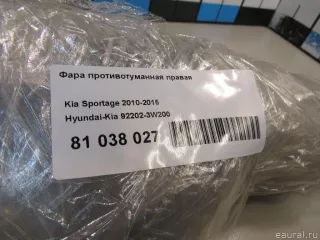 Фара противотуманная правая
Kia Sportage 2010-2015
Hyundai-Kia 92202-3W200
81 038 027
eaural.ru